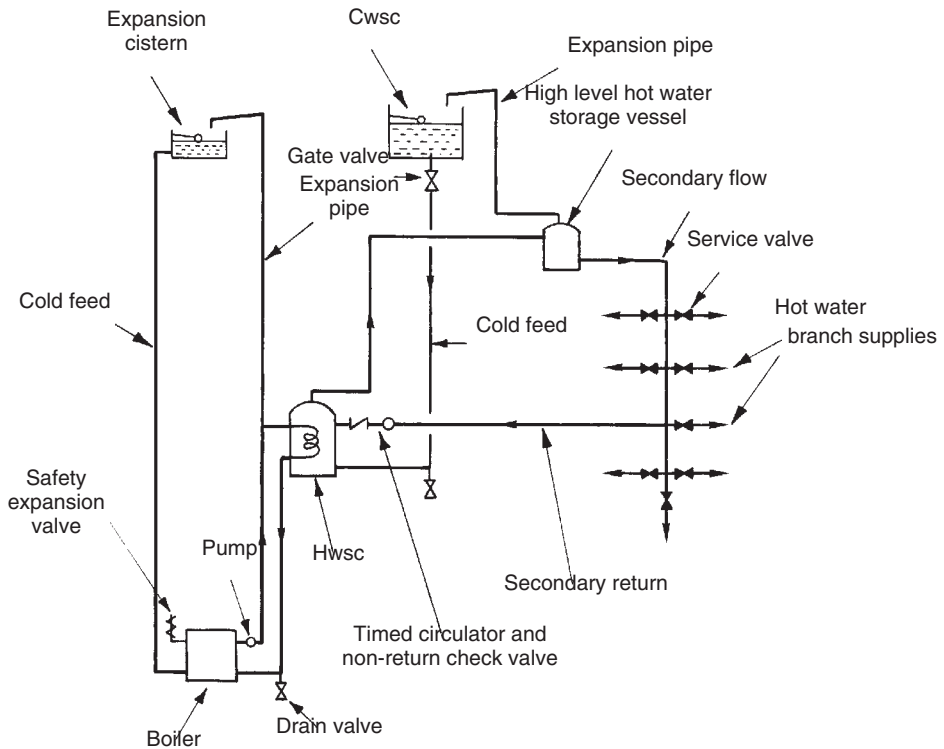 Expansion
cistern
Cwsc
Expansion pipe
High level hot water
storage vessel
Gate valve
Expansion
pipe
Secondary flow
Service valve
Cold feed
Cold feed
Hot water
branch supplies
Safety
expansion
valve
Pump
Hwsc
Secondary return
Timed circulator and
non-return check valve
Drain valve
Boiler